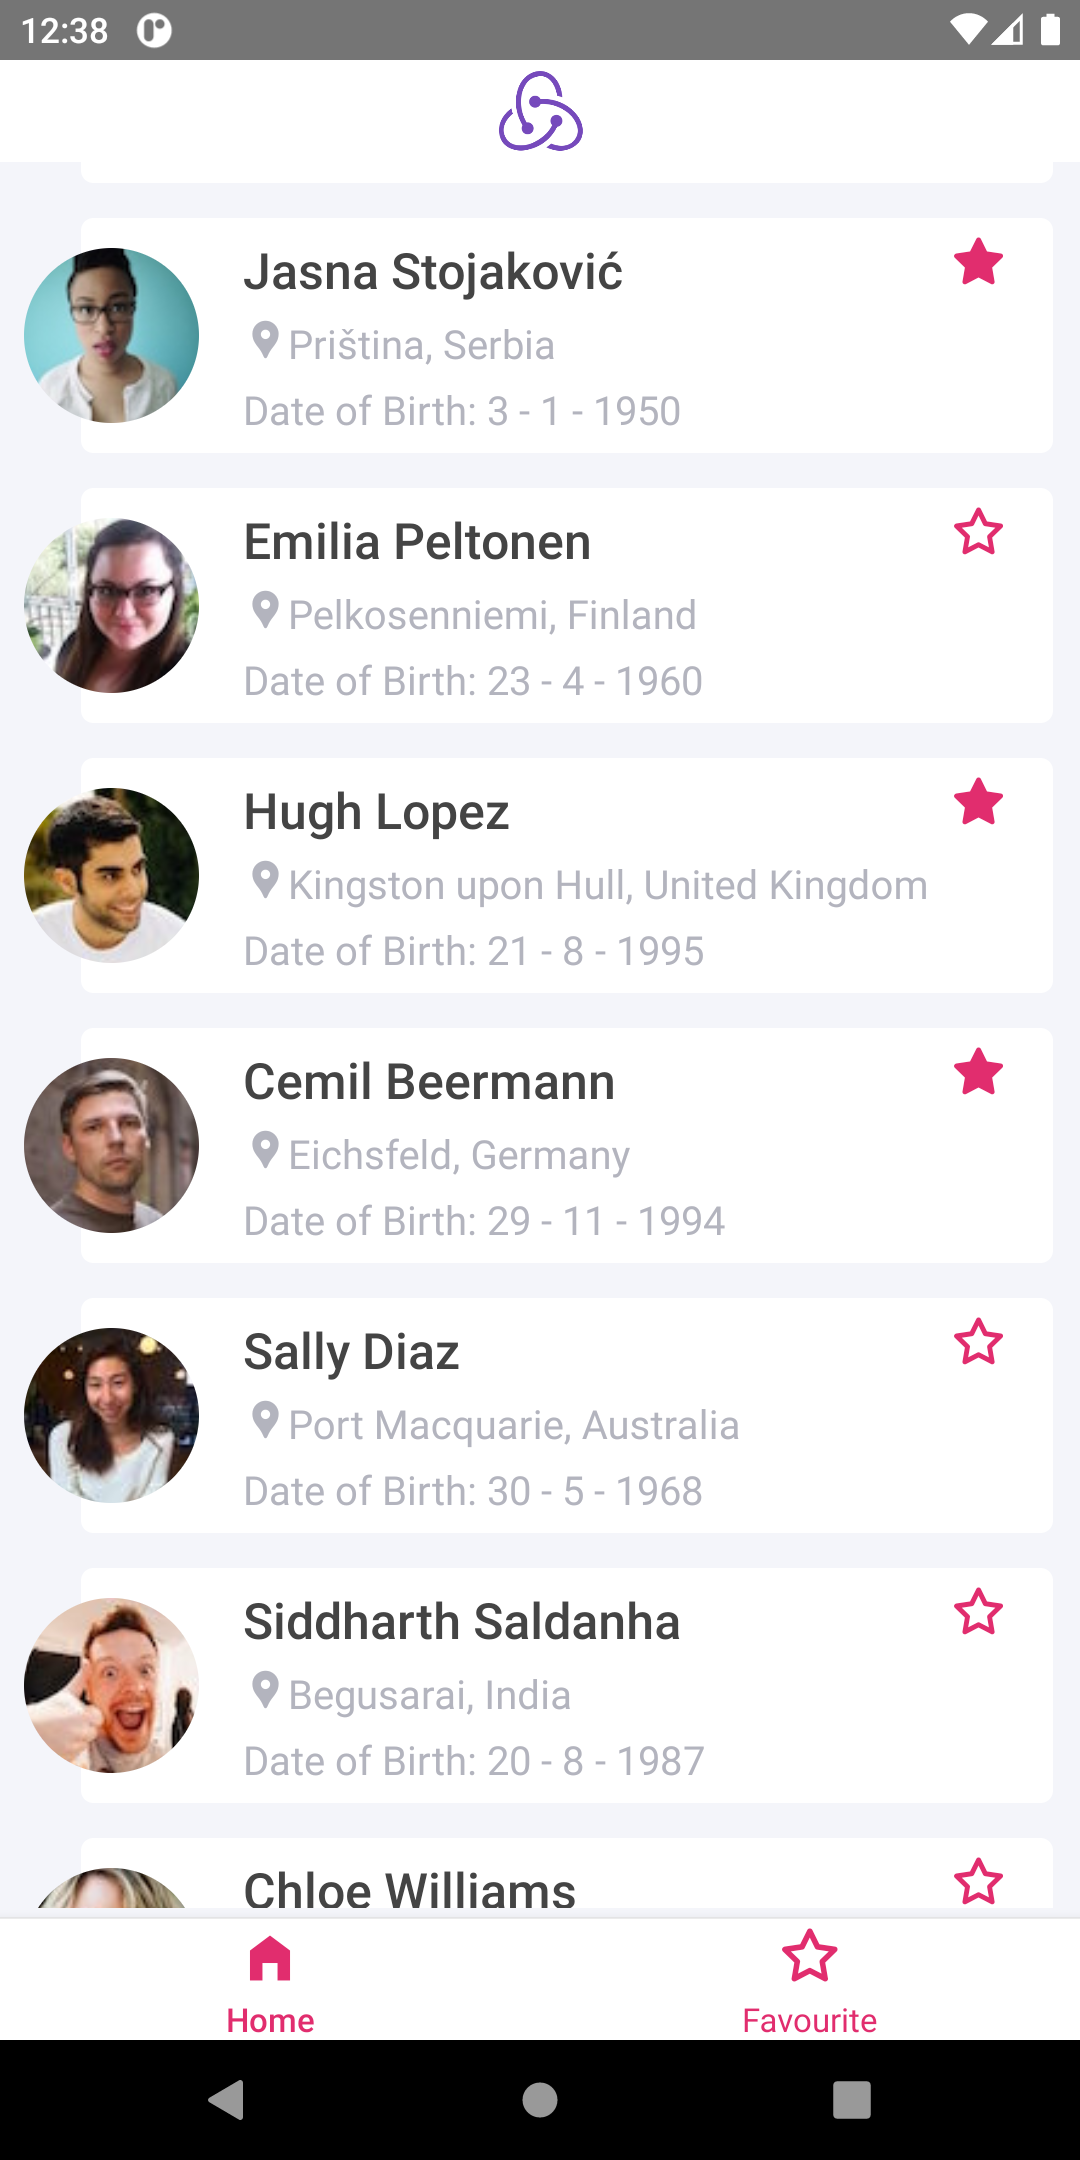 12:38
Jasna Stojaković
Priština, Serbia
Date of Birth: 3 - 1 - 1950
Emilia Peltonen
Pelkosenniemi, Finland
Date of Birth: 23 - 4 - 1960
Hugh Lopez
Kingston upon Hull, United Kingdom
Date of Birth: 21 - 8 - 1995
Cemil Beermann
Eichsfeld, Germany
Date of Birth: 29 - 11 - 1994
Sally Diaz
Port Macquarie, Australia
Date of Birth: 30 - 5 - 1968
Siddharth Saldanha
Begusarai, India
Date of Birth: 20 - 8 - 1987
Chloe Williams
Home
Favourite